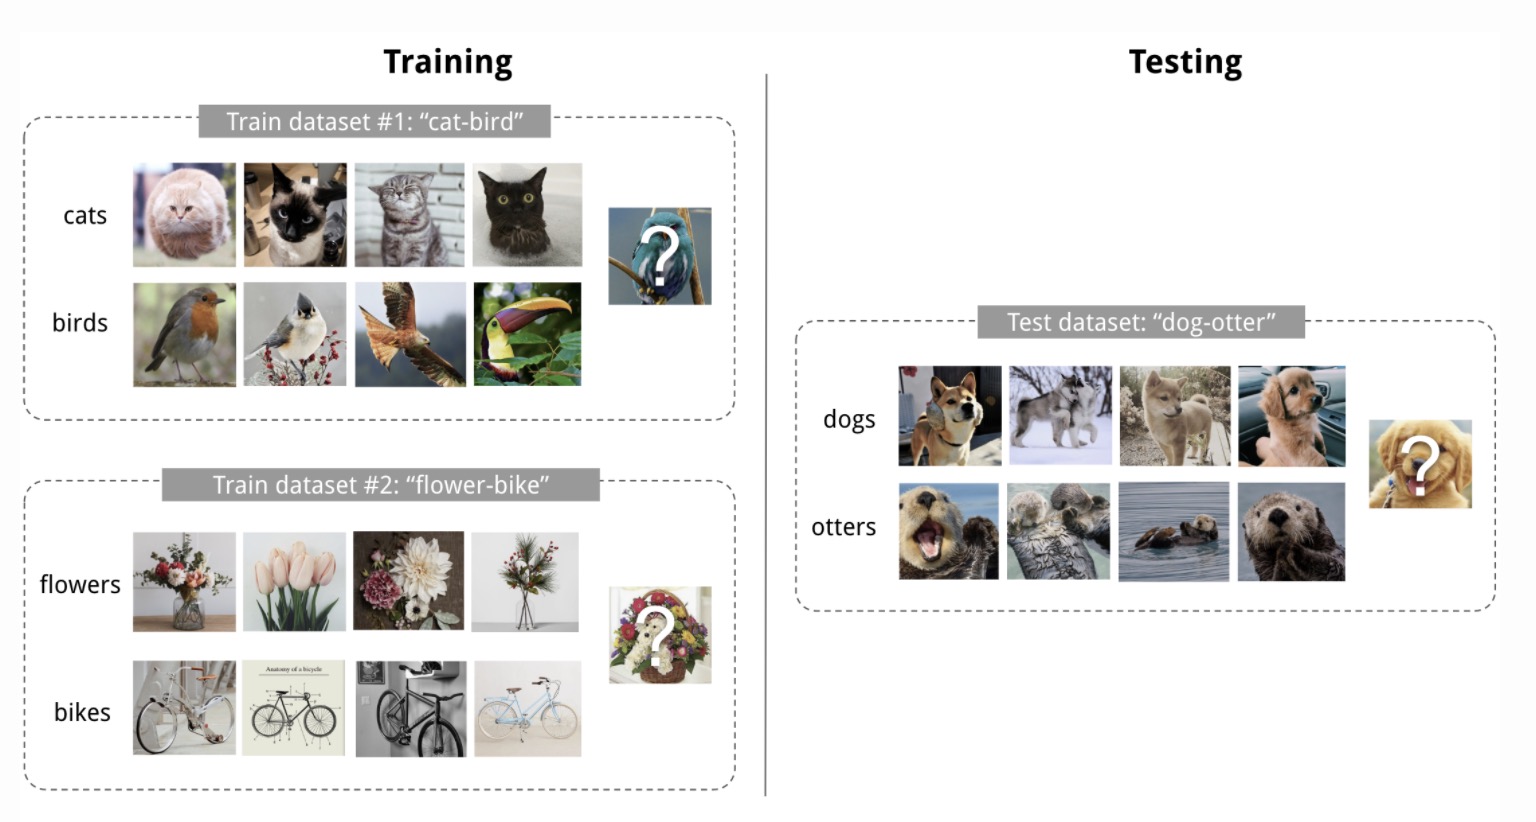 Training
Testing
Train dataset #1: “cat-bird”
cats
?
birds
Train dataset #2: “flower-bike”
flowers
?
bikes
Anatomy of a bicycle
Test dataset: “dog-otter”
dogs
?
otters